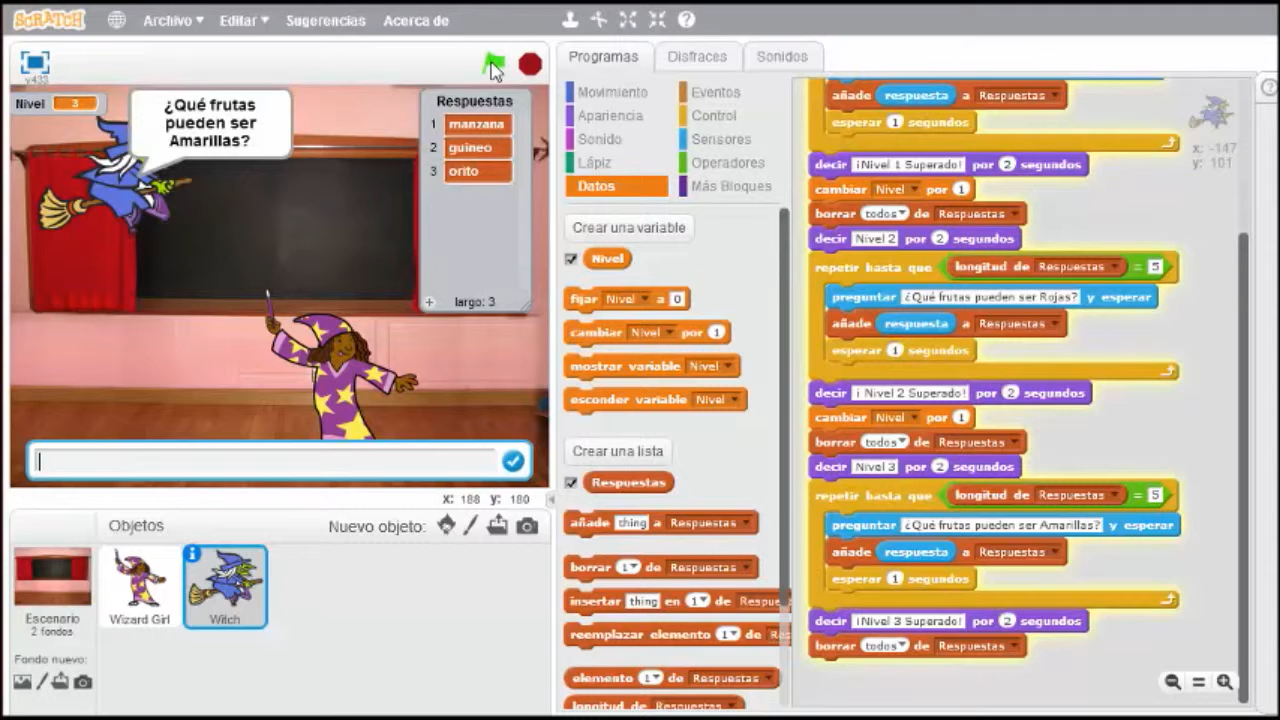 SCRATCH Archivo Editar Sugerencias Acerca de
v433
Nivel 3
¿Qué frutas
pueden ser
Amarillas?
Respuestas
1 manzana
2 guineo
3 orito
+ largo: 3
x: 188 y: 180
Objetos Nuevo objeto:
Escenario
2 fondos
Fondo nuevo:
Wizard Girl
Witch
Programas Disfraces Sonidos
Movimiento Eventos
Apariencia Control
Sonido Sensores
Lápiz Operadores
Datos Más Bloques
Crear una variable
Nivel
fijar Nivel a 0
cambiar Nivel por 1
mostrar variable Nivel
esconder variable Nivel
Crear una lista
Respuestas
añade thing a Respuestas
borrar 1 de Respuestas
insertar thing en 1 de Respue
reemplazar elemento 1 de Re
elemento 1 de Respuestas
longitud de Respuestas
añade respuesta a Respuestas
esperar 1 segundos
decir ¡Nivel 1 Superado! por 2 segundos
cambiar Nivel por 1
borrar todos de Respuestas
decir Nivel 2 por 2 segundos
repetir hasta que longitud de Respuestas = 5
preguntar ¿Qué frutas pueden ser Rojas? y esperar
añade respuesta a Respuestas
esperar 1 segundos
decir ¡ Nivel 2 Superado! por 2 segundos
cambiar Nivel por 1
borrar todos de Respuestas
decir Nivel 3 por 2 segundos
repetir hasta que longitud de Respuestas = 5
preguntar ¿Qué frutas pueden ser Amarillas? y esperar
añade respuesta a Respuestas
esperar 1 segundos
decir ¡Nivel 3 Superado! por 2 segundos
borrar todos de Respuestas
x: -147
y: 101